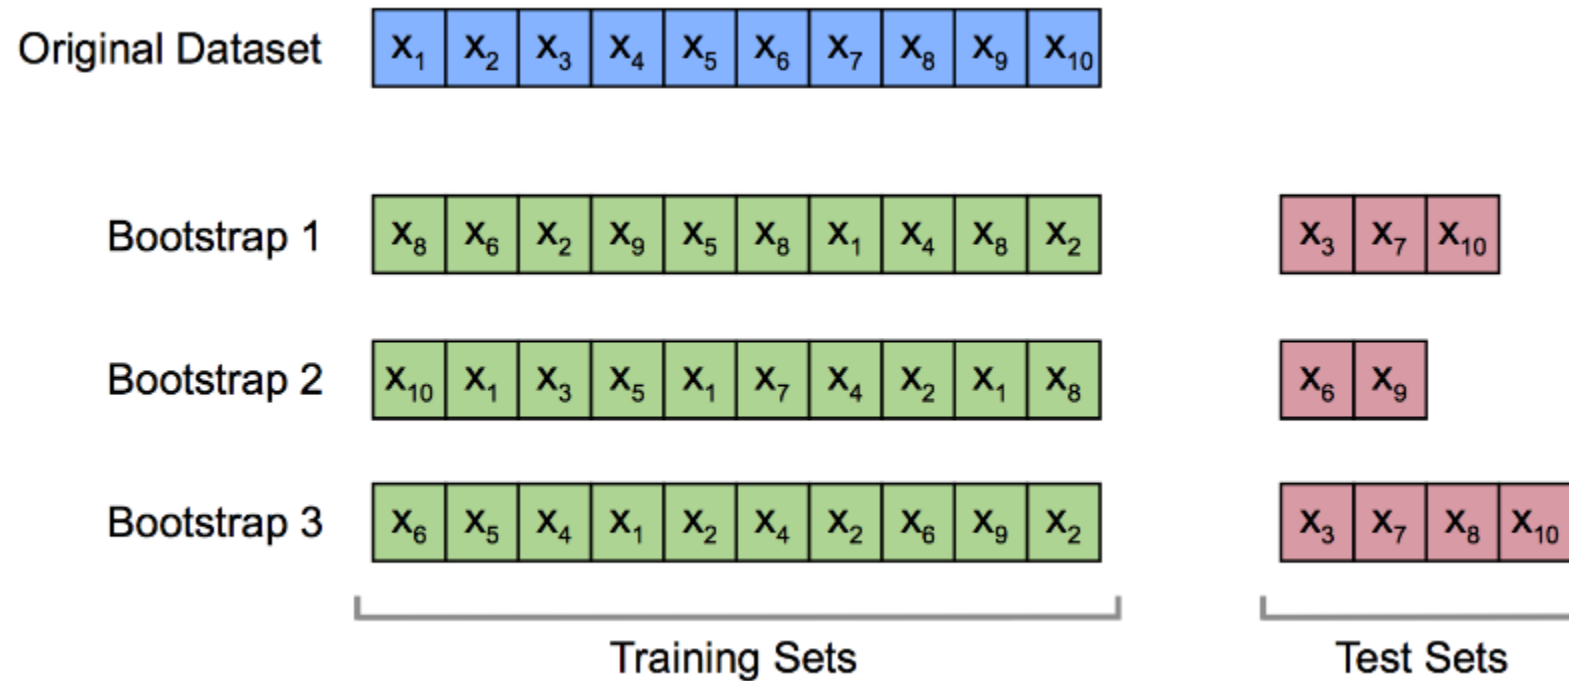 Original Dataset x₁ x₂ x₃ x₄ x₅ x₆ x₇ x₈ x₉ x₁₀
Bootstrap 1 x₈ x₆ x₂ x₉ x₅ x₈ x₁ x₄ x₈ x₂ x₃ x₇ x₁₀
Bootstrap 2 x₁₀ x₁ x₃ x₅ x₁ x₇ x₄ x₂ x₁ x₈ x₆ x₉
Bootstrap 3 x₆ x₅ x₄ x₁ x₂ x₄ x₂ x₆ x₉ x₂ x₃ x₇ x₈ x₁₀
Training Sets Test Sets